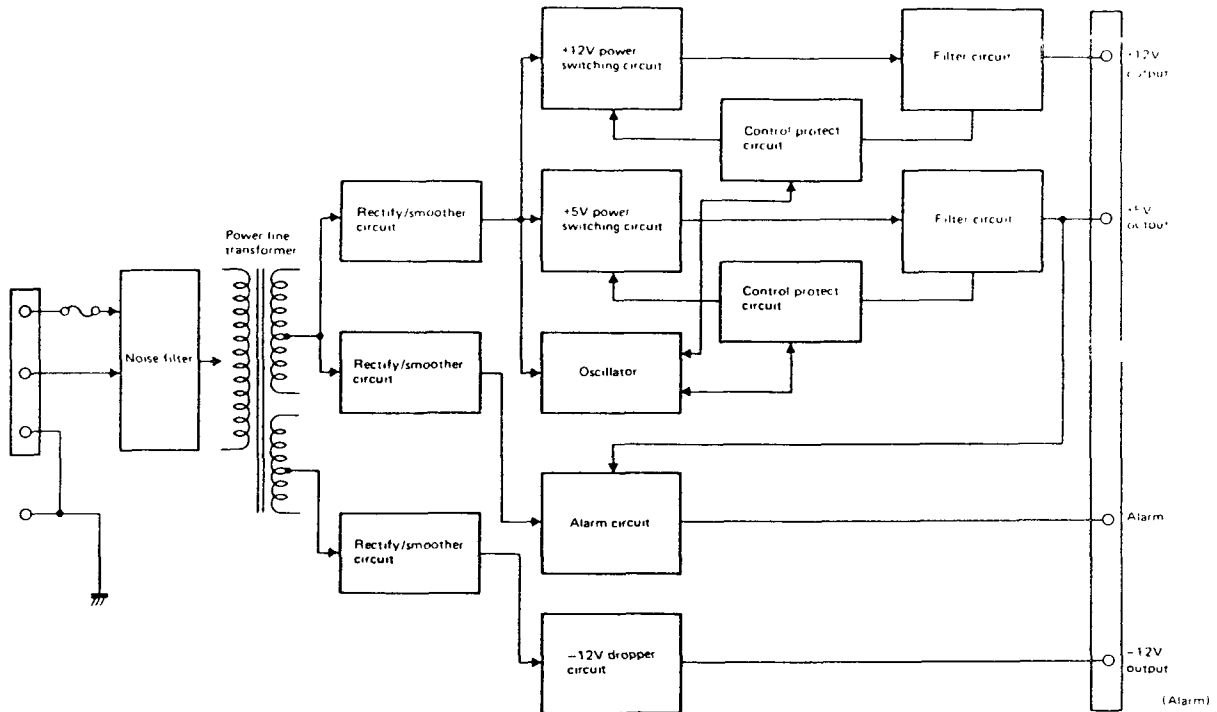 +12V power
switching circuit
Filter circuit
+12V
output
Control protect
circuit
Rectify/smoother
circuit
+5V power
switching circuit
Filter circuit
+5V
output
Power line
transformer
Control protect
circuit
Noise filter
Rectify/smoother
circuit
Oscillator
Rectify/smoother
circuit
Alarm circuit
Alarm
−12V dropper
circuit
−12V
output
(Alarm)